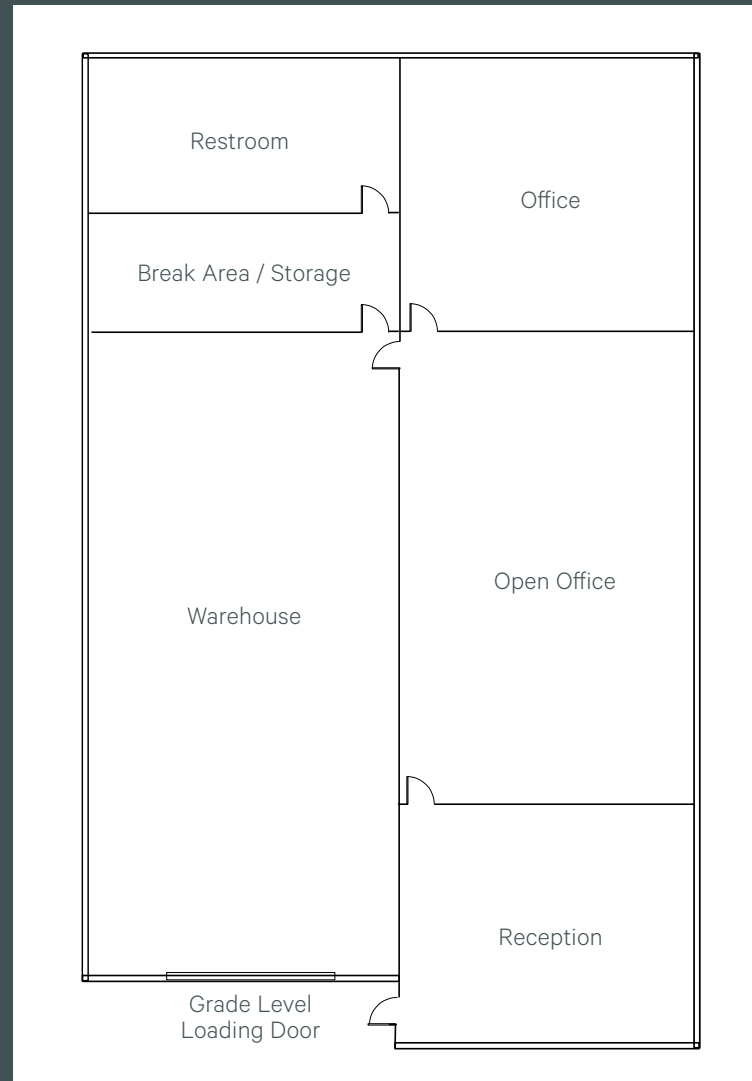 Restroom
Office
Break Area / Storage
Open Office
Warehouse
Reception
Grade Level
Loading Door